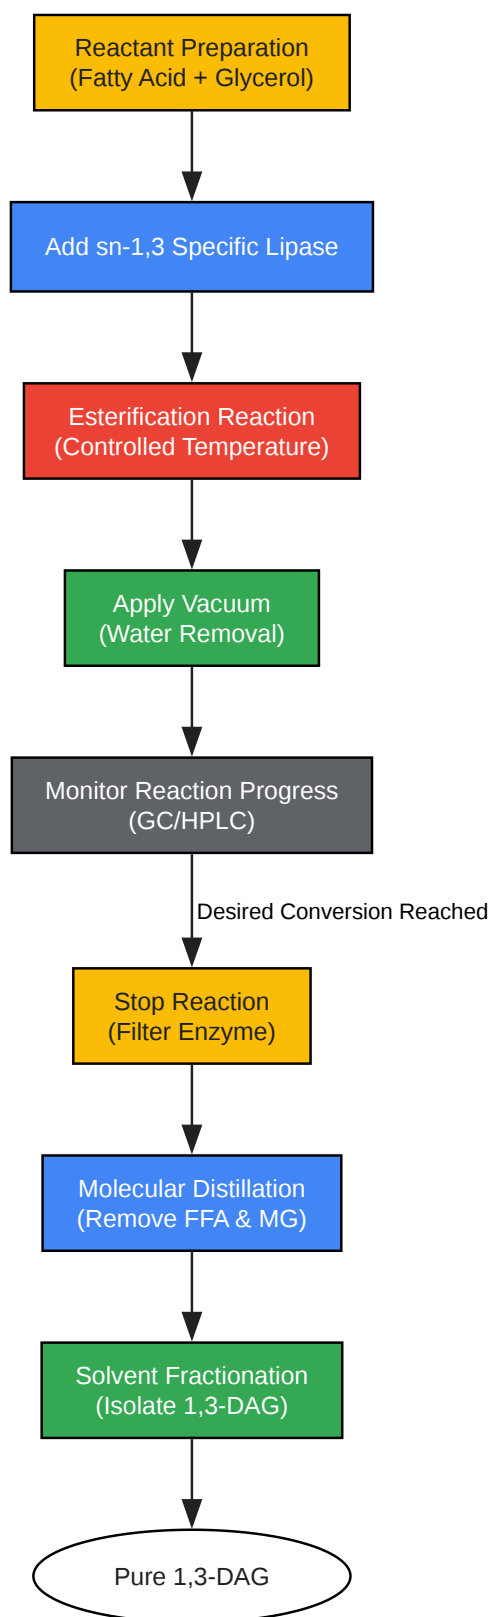 Reactant Preparation
(Fatty Acid + Glycerol)
Add sn-1,3 Specific Lipase
Esterification Reaction
(Controlled Temperature)
Apply Vacuum
(Water Removal)
Monitor Reaction Progress
(GC/HPLC)
Desired Conversion Reached
Stop Reaction
(Filter Enzyme)
Molecular Distillation
(Remove FFA & MG)
Solvent Fractionation
(Isolate 1,3-DAG)
Pure 1,3-DAG